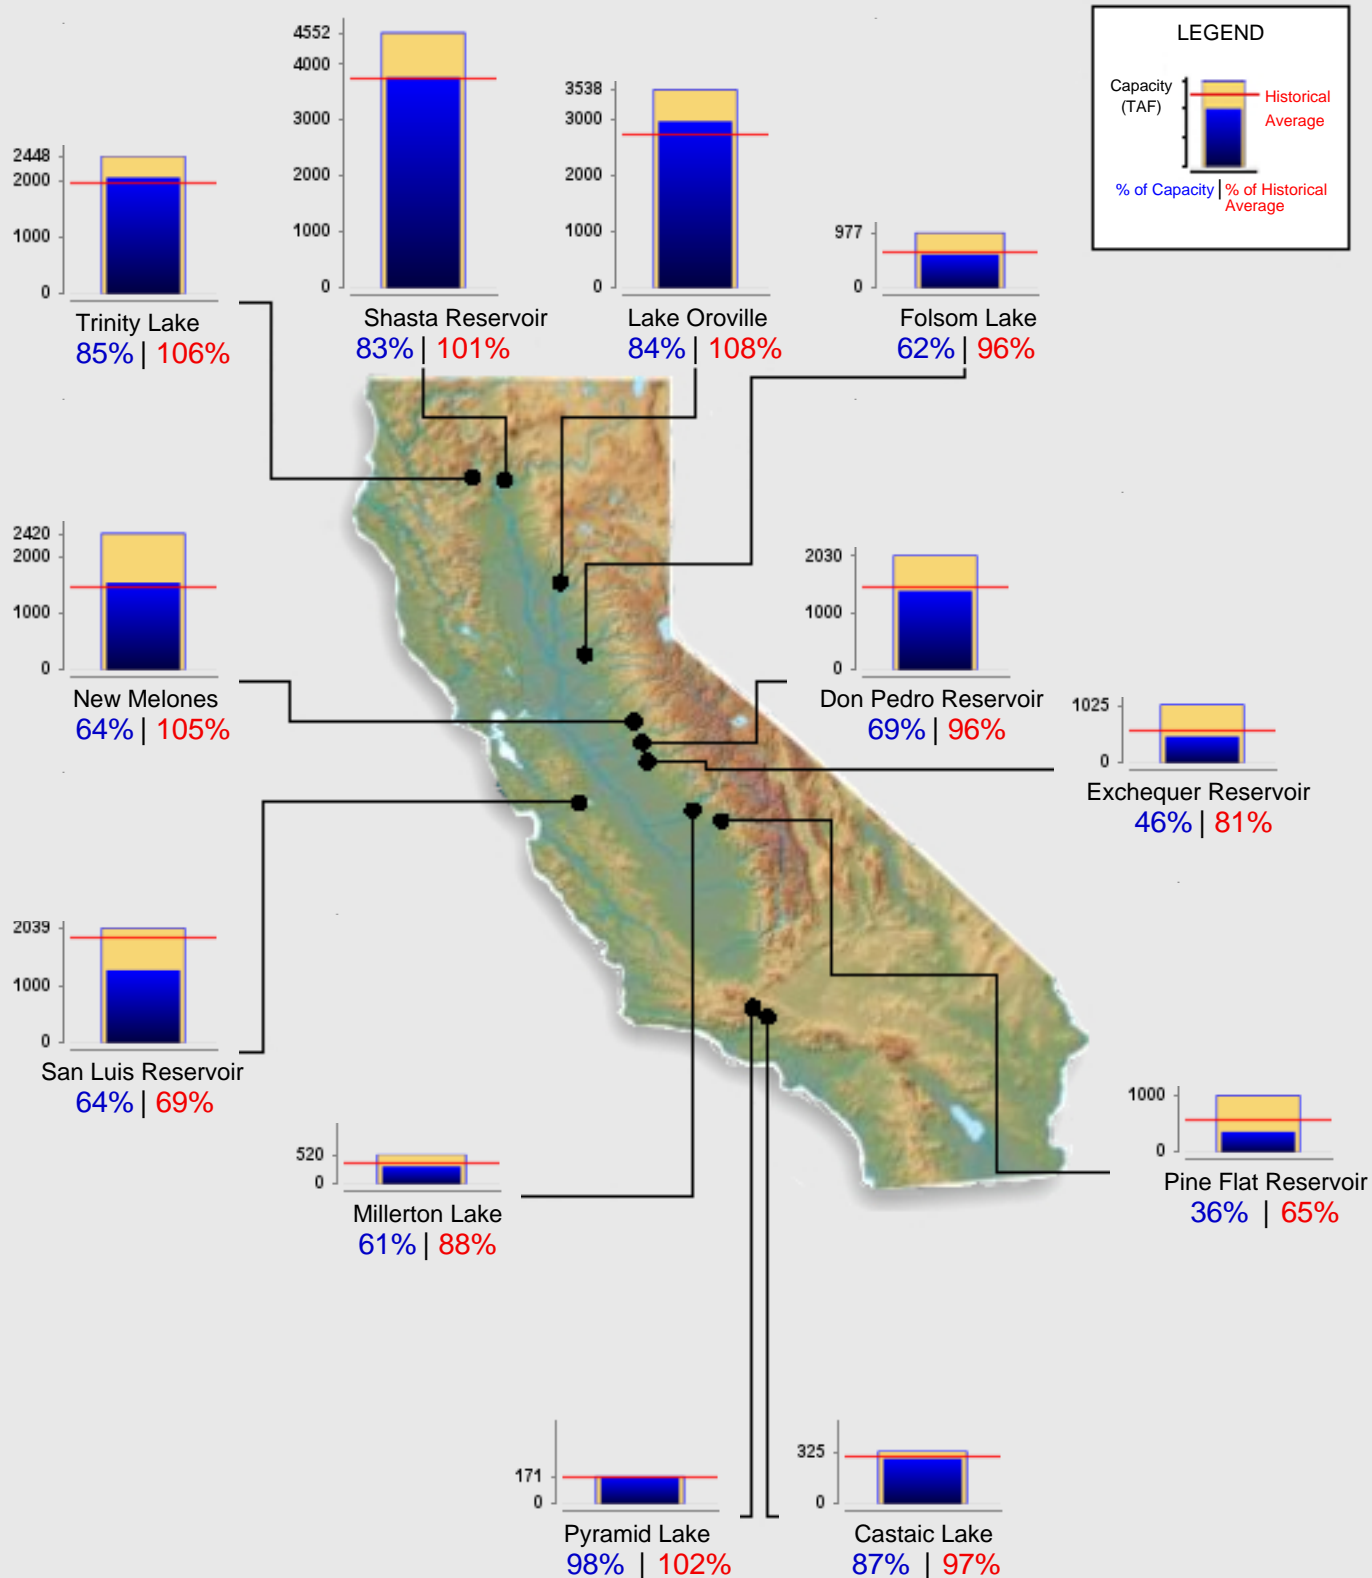 LEGEND
Capacity
(TAF)
Historical
Average
% of Capacity | % of Historical
Average
4552
4000
3000
2000
1000
0
Shasta Reservoir
83% | 101%
3538
3000
2000
1000
0
Lake Oroville
84% | 108%
2448
2000
1000
0
Trinity Lake
85% | 106%
977
0
Folsom Lake
62% | 96%
2420
2000
1000
0
New Melones
64% | 105%
2030
1000
0
Don Pedro Reservoir
69% | 96%
1025
0
Exchequer Reservoir
46% | 81%
2039
1000
0
San Luis Reservoir
64% | 69%
1000
0
Pine Flat Reservoir
36% | 65%
520
0
Millerton Lake
61% | 88%
171
0
Pyramid Lake
98% | 102%
325
0
Castaic Lake
87% | 97%